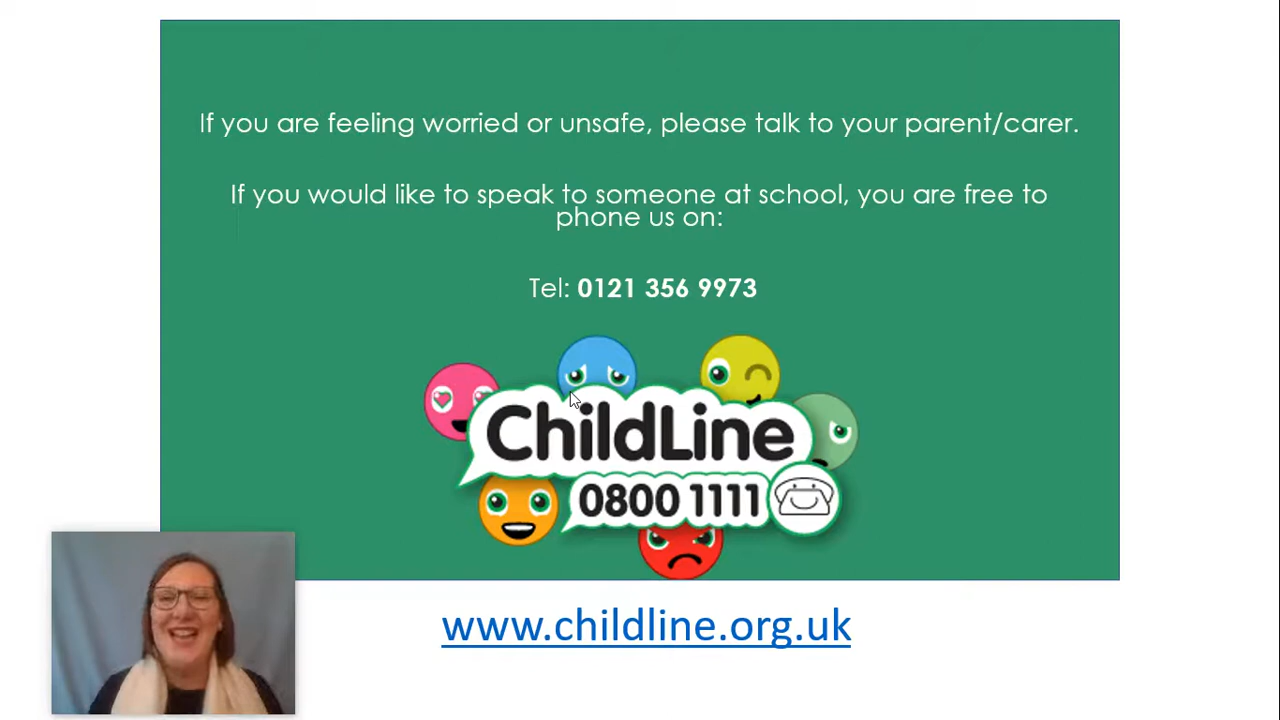 If you are feeling worried or unsafe, please talk to your parent/carer.
If you would like to speak to someone at school, you are free to
phone us on:
Tel: 0121 356 9973
ChildLine
0800 1111
www.childline.org.uk